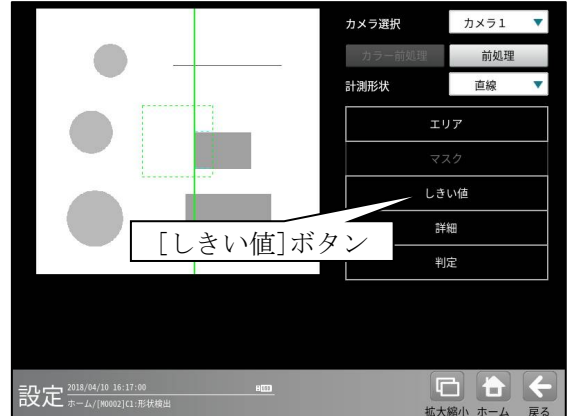 カメラ選択 カメラ1
カラー前処理 前処理
計測形状 直線
エリア
マスク
しきい値
詳細
判定
[しきい値]ボタン
設定 2018/04/10 16:17:00
ホーム/[M0002]C1:形状検出
拡大縮小 ホーム 戻る